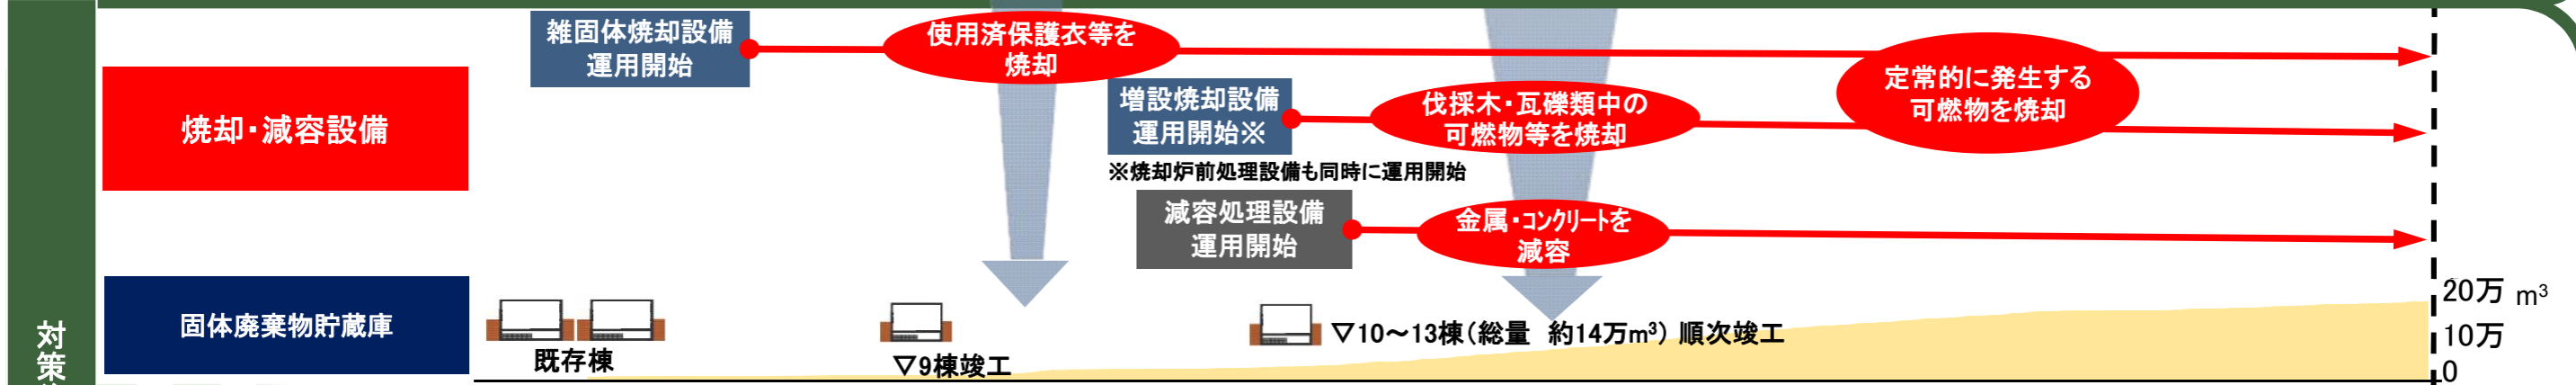 雑固体焼却設備
運用開始
使用済保護衣等を
焼却
定常的に発生する
可燃物を焼却
焼却・減容設備
増設焼却設備
運用開始※
伐採木・瓦礫類中の
可燃物等を焼却
※焼却炉前処理設備も同時に運用開始
減容処理設備
運用開始
金属・コンクリートを
減容
対策
固体廃棄物貯蔵庫
既存棟
▽9棟竣工
▽10～13棟(総量 約14万m³) 順次竣工
20万 m³
10万
0